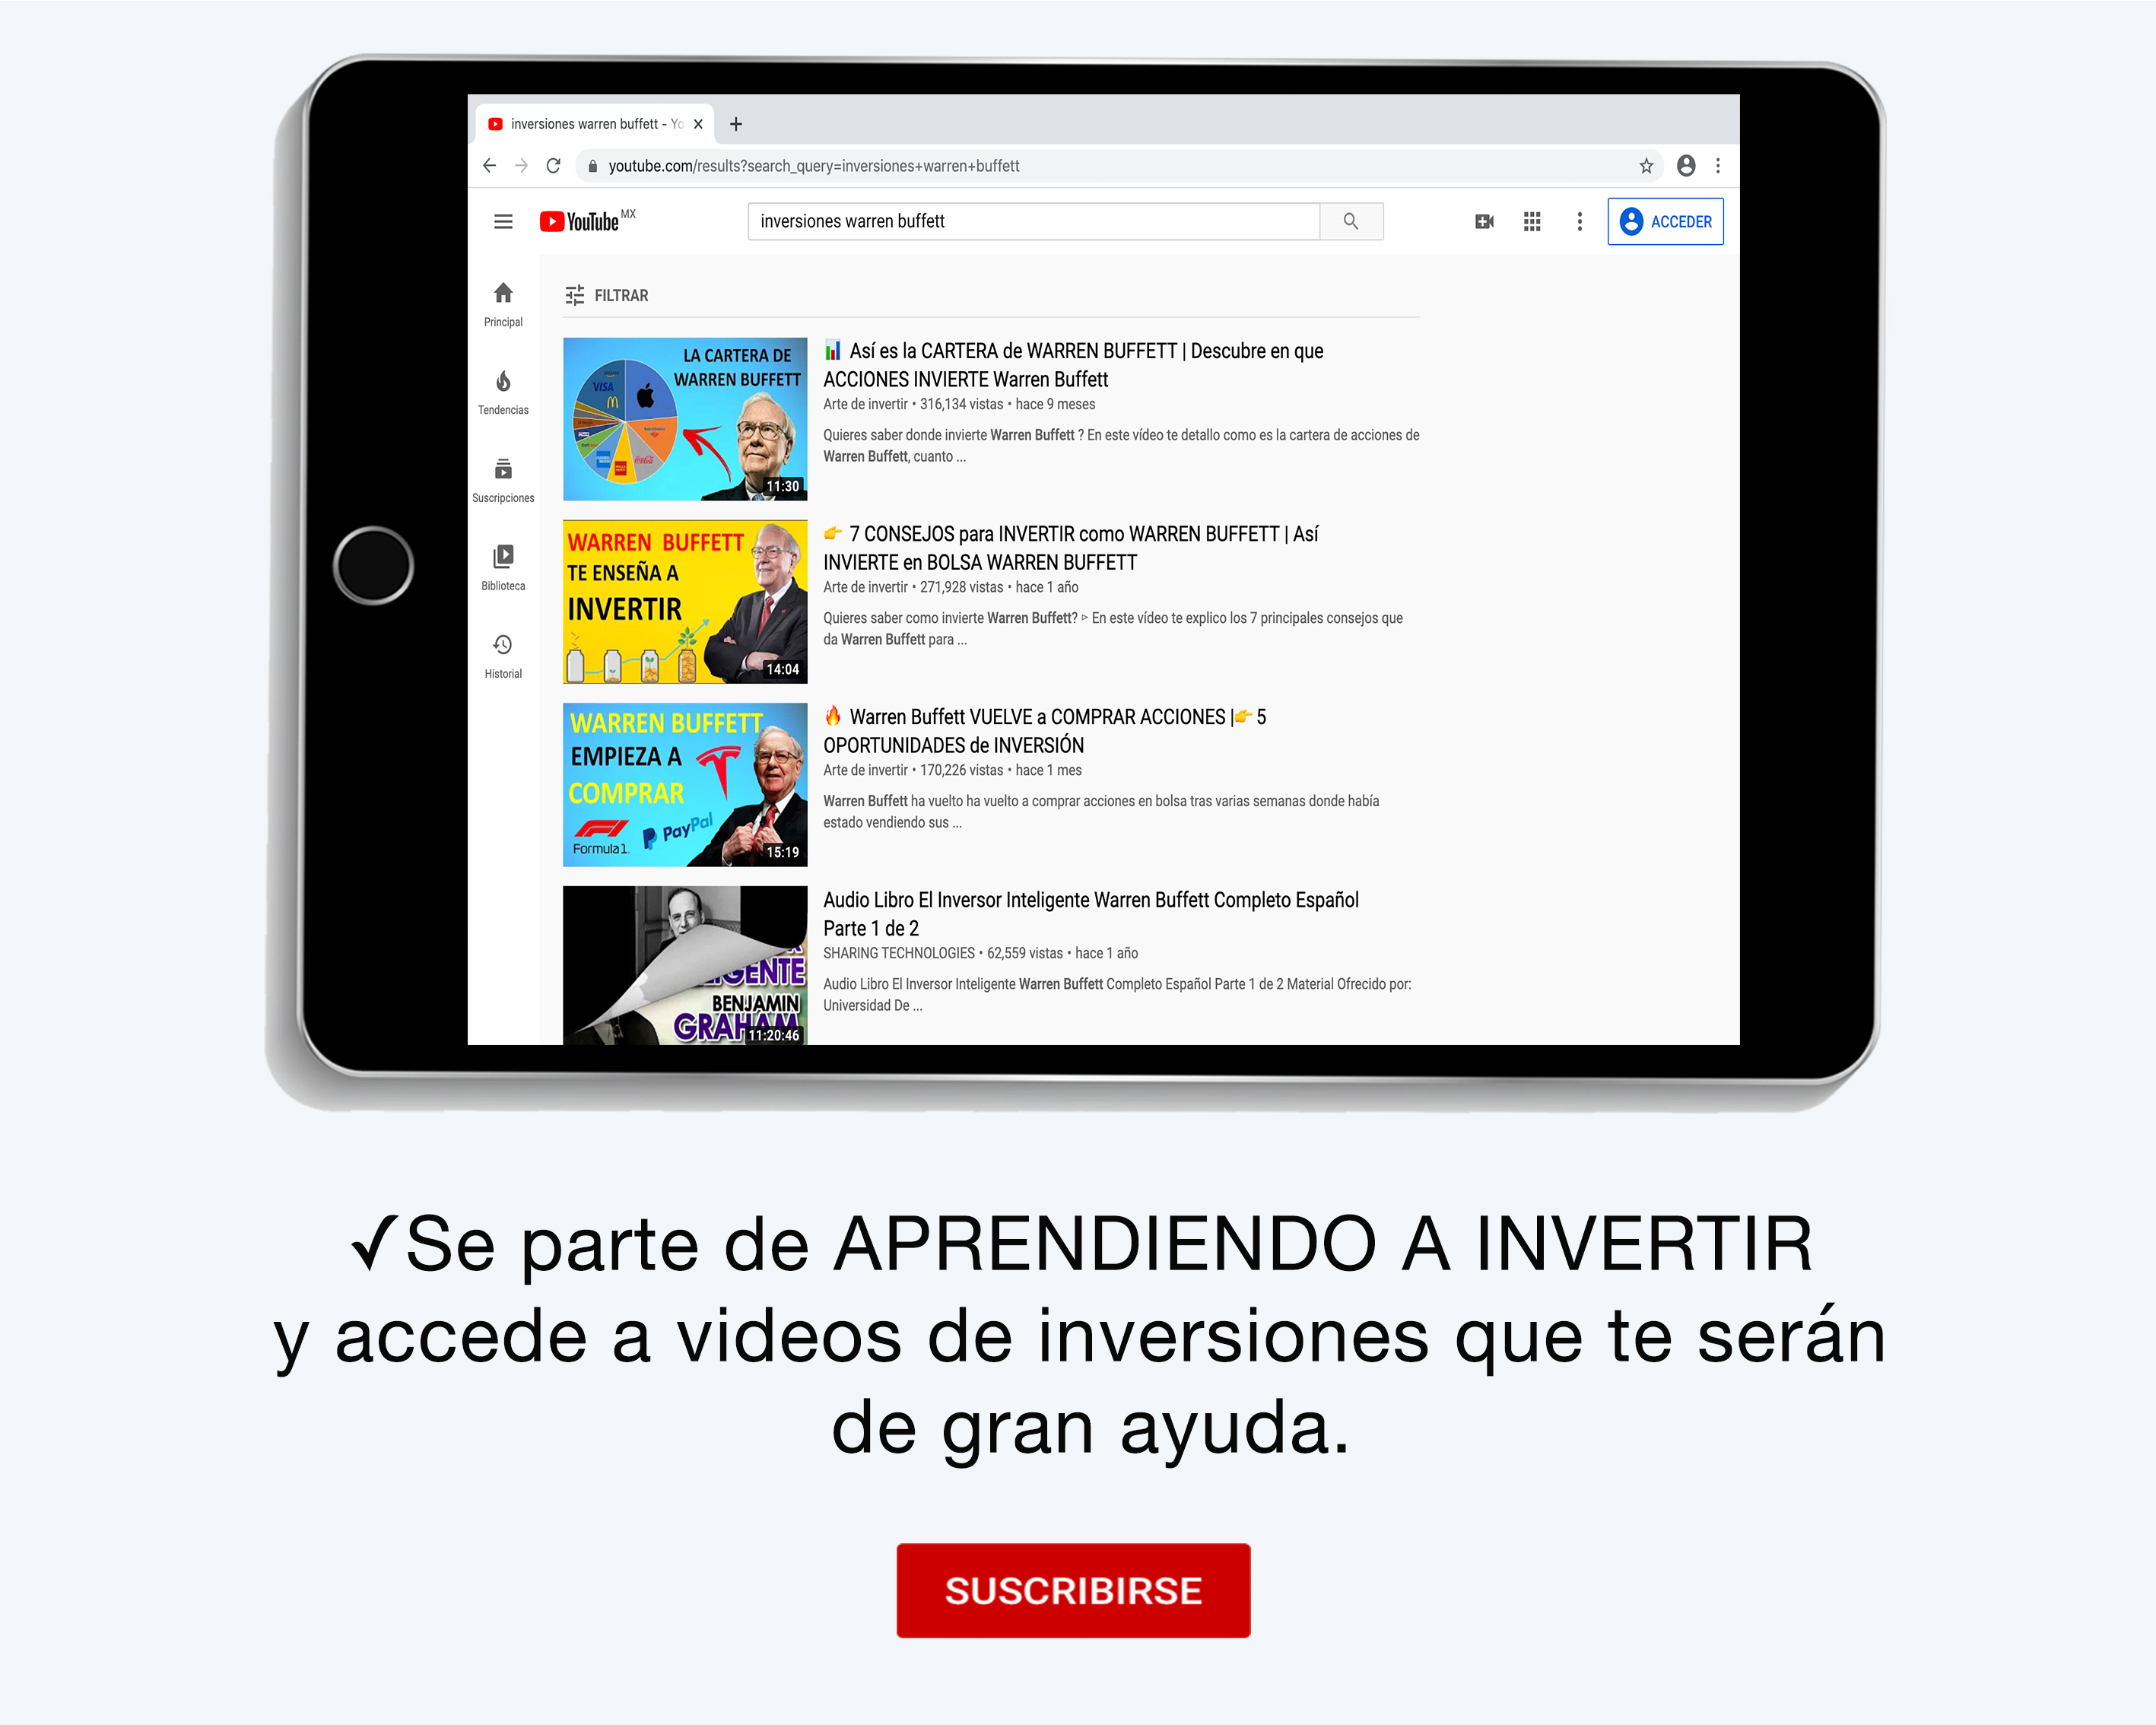 inversiones warren buffett - Yo
youtube.com/results?search_query=inversiones+warren+buffett
YouTube MX
inversiones warren buffett
ACCEDER
Principal
Tendencias
Suscripciones
Biblioteca
Historial
FILTRAR
LA CARTERA DE
WARREN BUFFETT
VISA
Coca-Cola
11:30
📊 Así es la CARTERA de WARREN BUFFETT | Descubre en que
ACCIONES INVIERTE Warren Buffett
Arte de invertir • 316,134 vistas • hace 9 meses
Quieres saber donde invierte Warren Buffett ? En este vídeo te detallo como es la cartera de acciones de
Warren Buffett, cuanto ...
WARREN BUFFETT
TE ENSEÑA A
INVERTIR
14:04
👉 7 CONSEJOS para INVERTIR como WARREN BUFFETT | Así
INVIERTE en BOLSA WARREN BUFFETT
Arte de invertir • 271,928 vistas • hace 1 año
Quieres saber como invierte Warren Buffett? ▻ En este vídeo te explico los 7 principales consejos que
da Warren Buffett para ...
WARREN BUFFETT
EMPIEZA A
COMPRAR
Formula 1
PayPal
15:19
🔥 Warren Buffett VUELVE a COMPRAR ACCIONES |👉 5
OPORTUNIDADES de INVERSIÓN
Arte de invertir • 170,226 vistas • hace 1 mes
Warren Buffett ha vuelto ha vuelto a comprar acciones en bolsa tras varias semanas donde había
estado vendiendo sus ...
IGENTE
BENJAMIN
GRAHAM
11:20:46
Audio Libro El Inversor Inteligente Warren Buffett Completo Español
Parte 1 de 2
SHARING TECHNOLOGIES • 62,559 vistas • hace 1 año
Audio Libro El Inversor Inteligente Warren Buffett Completo Español Parte 1 de 2 Material Ofrecido por:
Universidad De ...
✓Se parte de APRENDIENDO A INVERTIR
y accede a videos de inversiones que te serán
de gran ayuda.
SUSCRIBIRSE